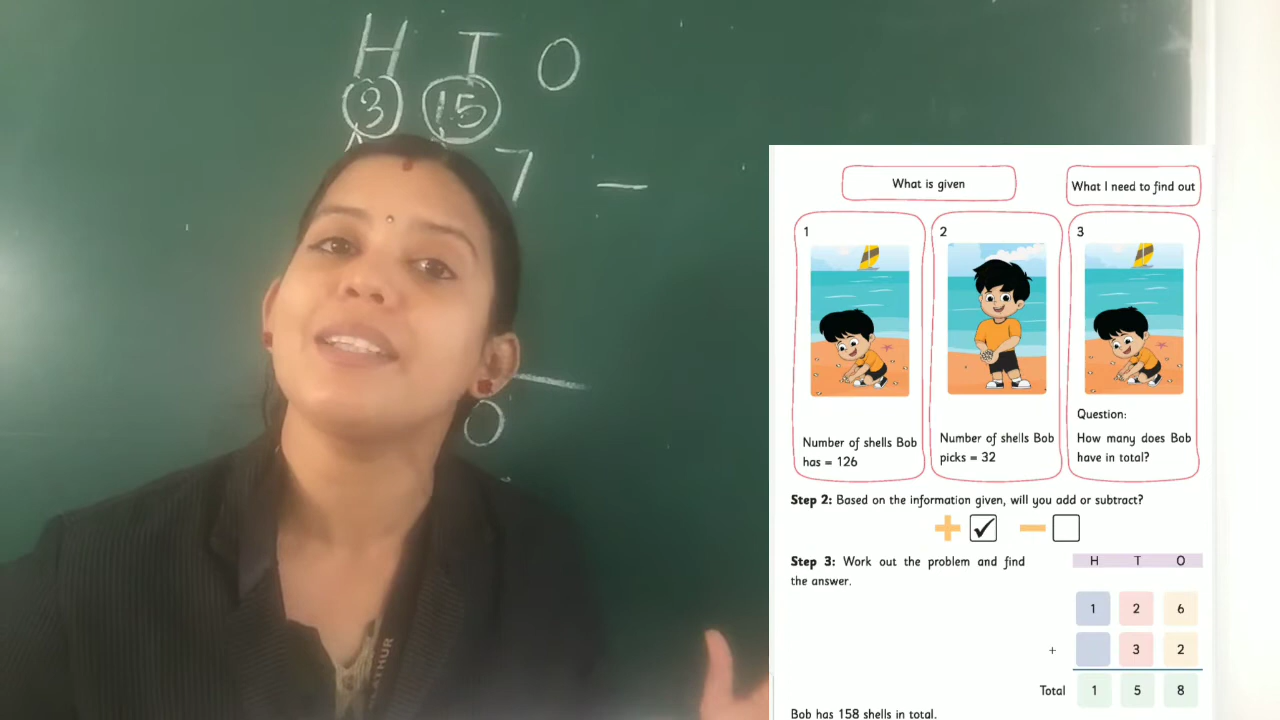 H T O
3 15
7 —
0
ATHUR
What is given
What I need to find out
1
2
3
Number of shells Bob
has = 126
Number of shells Bob
picks = 32
Question:
How many does Bob
have in total?
Step 2: Based on the information given, will you add or subtract?
+ ✓ −
Step 3: Work out the problem and find
the answer.
H T O
1 2 6
+ 3 2
Total 1 5 8
Bob has 158 shells in total.